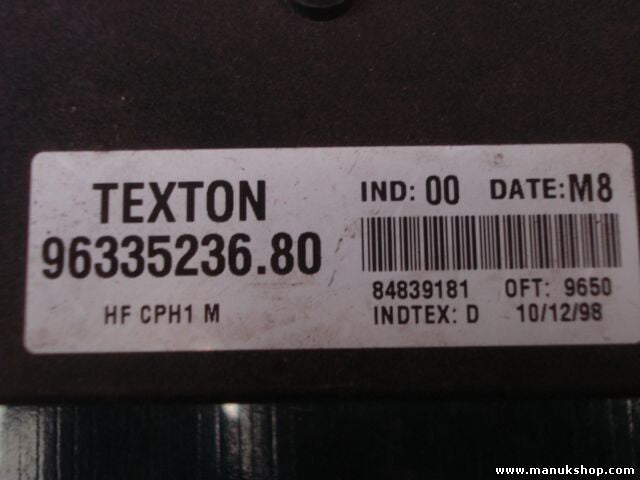 TEXTON
96335236.80
HF CPH1 M
IND: 00 DATE: M8
84839181 OFT: 9650
INDTEX: D 10/12/98
www.manukshop.com